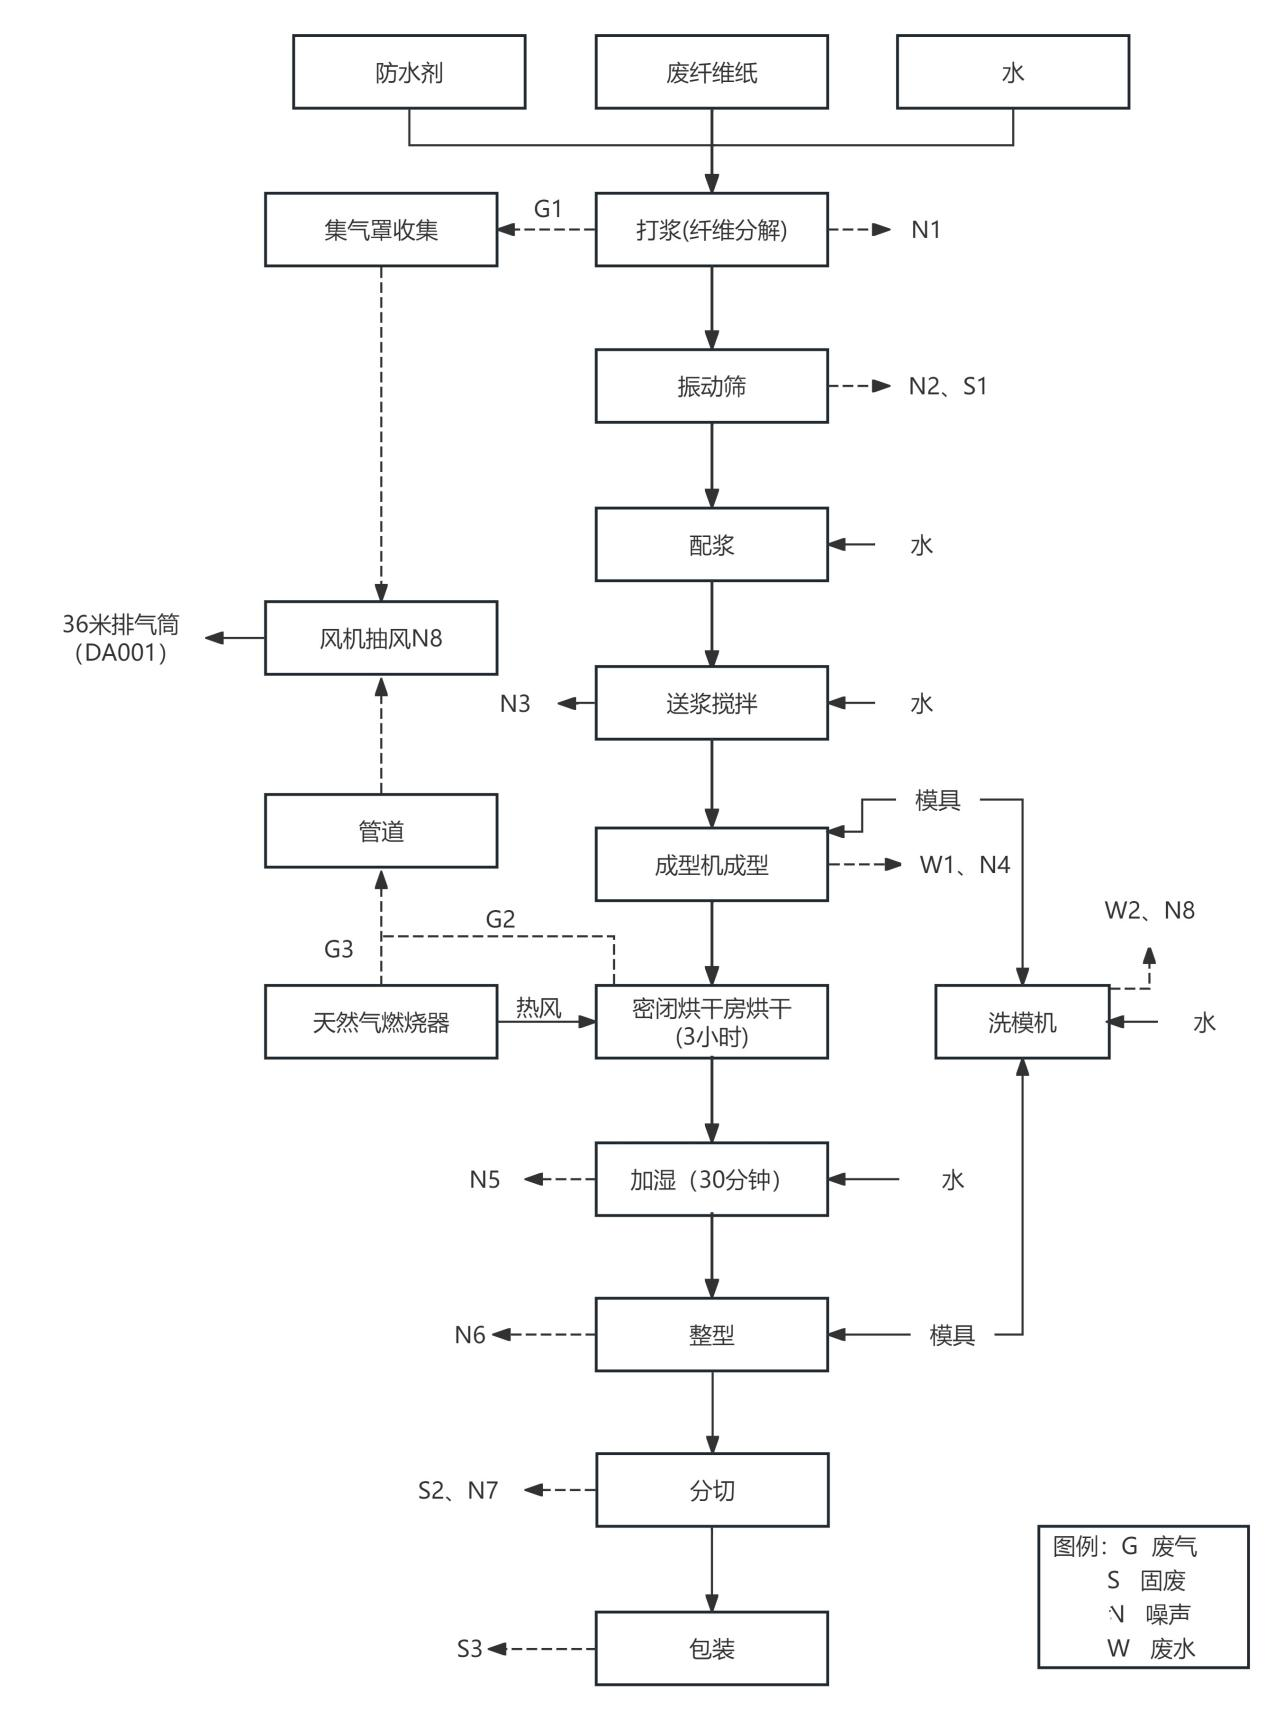 防水剂
废纤维纸
水
集气罩收集
G1
打浆(纤维分解)
N1
振动筛
N2、S1
配浆
水
36米排气筒
（DA001）
风机抽风N8
N3
送浆搅拌
水
模具
管道
成型机成型
W1、N4
W2、N8
G2
G3
天然气燃烧器
热风
密闭烘干房烘干
(3小时)
洗模机
水
N5
加湿（30分钟）
水
N6
整型
模具
S2、N7
分切
S3
包装
图例：G 废气
S 固废
N 噪声
W 废水